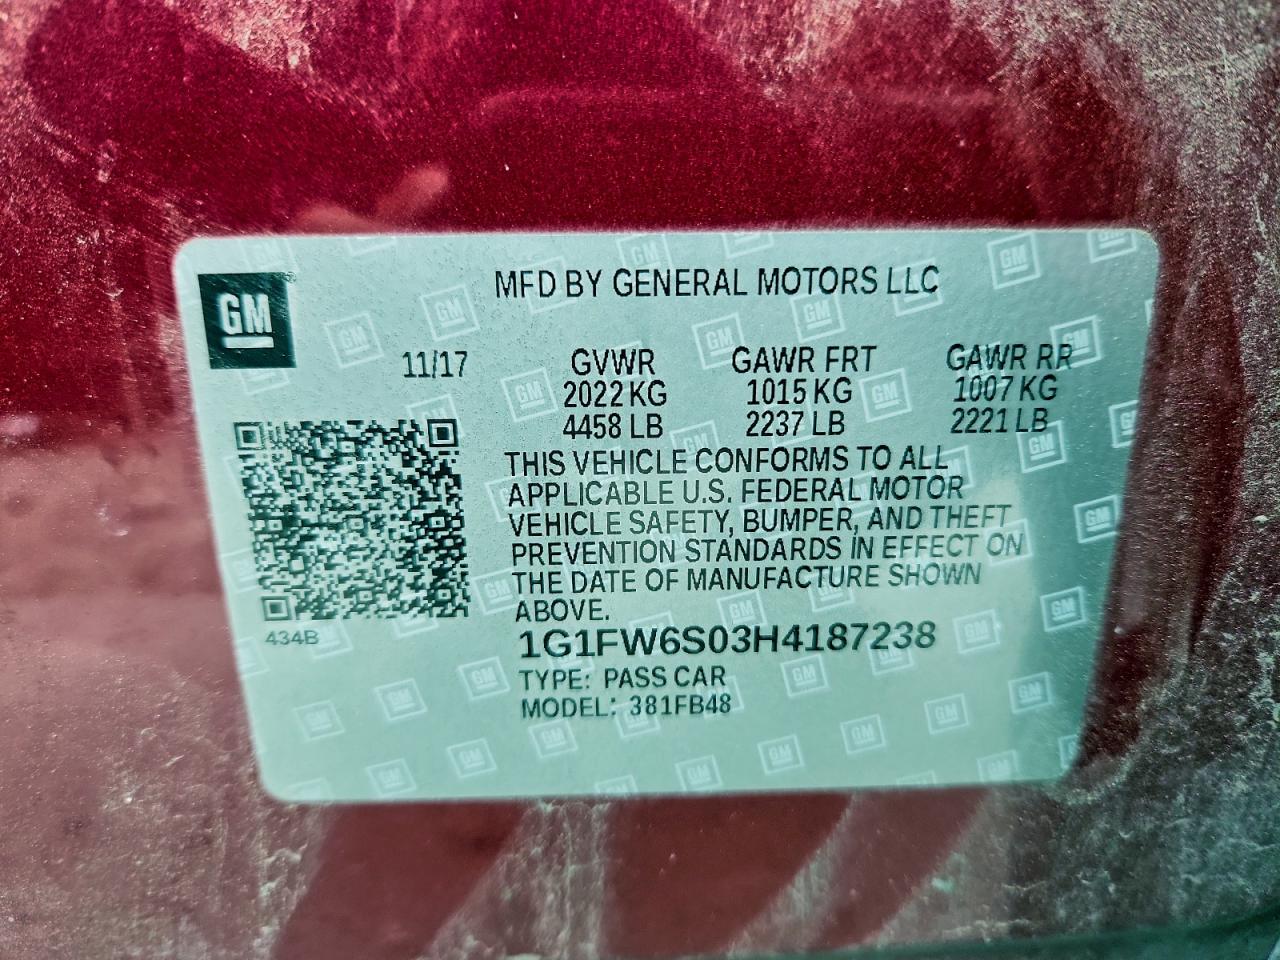 GM
MFD BY GENERAL MOTORS LLC
11/17 GVWR GAWR FRT GAWR RR
2022 KG 1015 KG 1007 KG
4458 LB 2237 LB 2221 LB
THIS VEHICLE CONFORMS TO ALL
APPLICABLE U.S. FEDERAL MOTOR
VEHICLE SAFETY, BUMPER, AND THEFT
PREVENTION STANDARDS IN EFFECT ON
THE DATE OF MANUFACTURE SHOWN
ABOVE.
434B
1G1FW6S03H4187238
TYPE: PASS CAR
MODEL: 381FB48